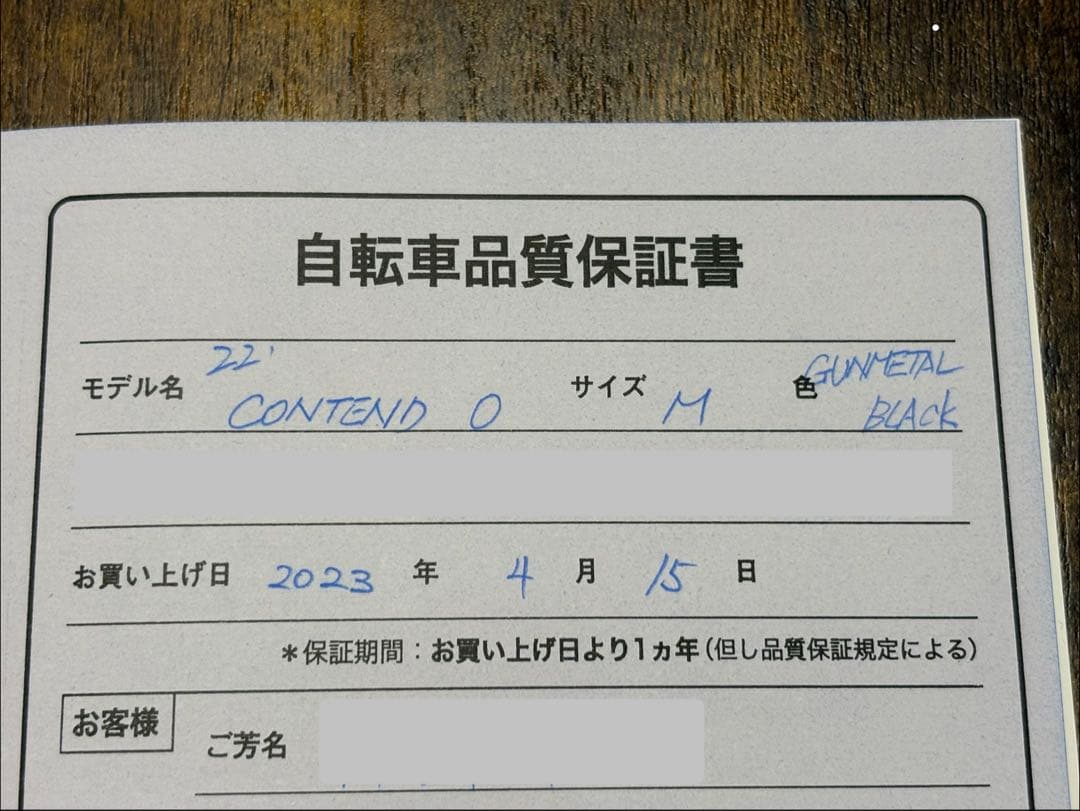 自転車品質保証書
モデル名 22' CONTEND 0 サイズ M 色 GUNMETAL BLACK
お買い上げ日 2023 年 4 月 15 日
*保証期間：お買い上げ日より1ヵ年（但し品質保証規定による）
お客様
ご芳名